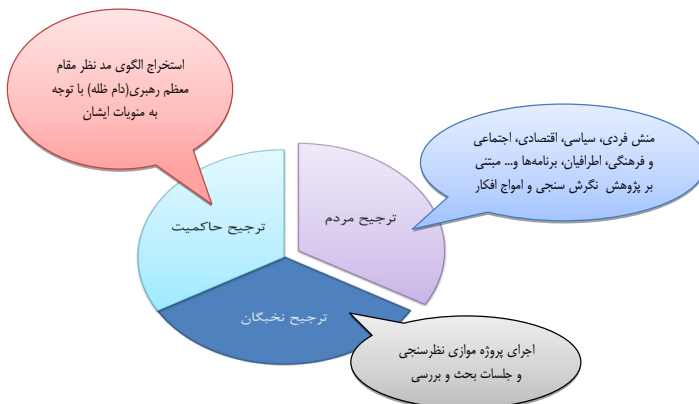 استخراج الگوی مد نظر مقام
معظم رهبری(دام ظله) با توجه
به منویات ایشان
منش فردی، سیاسی، اقتصادی، اجتماعی
و فرهنگی، اطرافیان، برنامه‌ها و... مبتنی
بر پژوهش نگرش سنجی و امواج افکار
ترجیح مردم
ترجیح حاکمیت
ترجیح نخبگان
اجرای پروژه موازی نظرسنجی
و جلسات بحث و بررسی